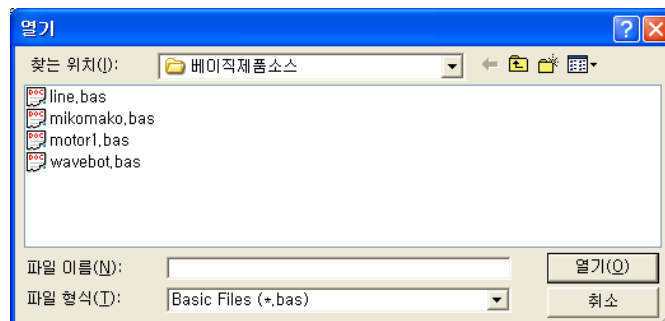 열기
찾는 위치(I):
베이직제품소스
line.bas
mikomako.bas
motor1.bas
wavebot.bas
파일 이름(N):
열기(O)
파일 형식(T):
Basic Files (*.bas)
취소